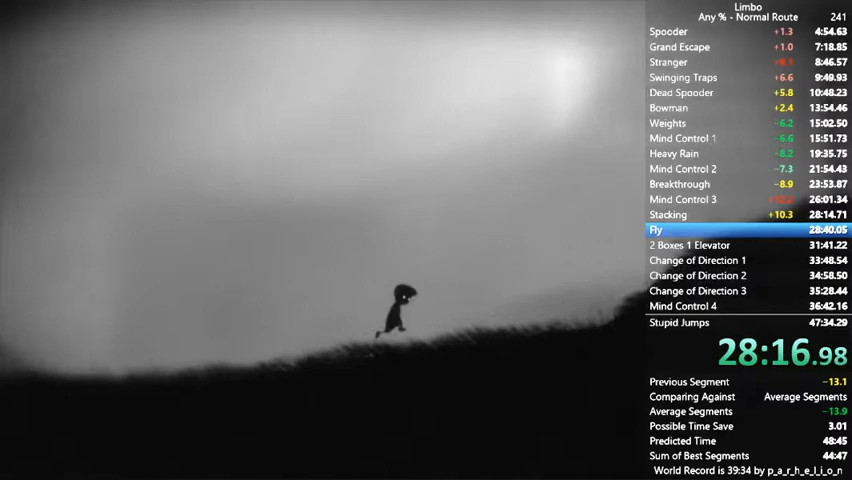 Limbo
Any % - Normal Route 241
Spooder +1.3 4:54.63
Grand Escape +1.0 7:18.85
Stranger 8:46.57
Swinging Traps +6.6 9:49.93
Dead Spooder +5.8 10:48.23
Bowman +2.4 13:54.46
Weights -6.2 15:02.50
Mind Control 1 -6.6 15:51.73
Heavy Rain -8.2 19:35.75
Mind Control 2 -7.3 21:54.43
Breakthrough -8.9 23:53.87
Mind Control 3 26:01.34
Stacking +10.3 28:14.71
Fly 28:40.05
2 Boxes 1 Elevator 31:41.22
Change of Direction 1 33:48.54
Change of Direction 2 34:58.50
Change of Direction 3 35:28.44
Mind Control 4 36:42.16
Stupid Jumps 47:34.29
28:16.98
Previous Segment -13.1
Comparing Against Average Segments
Average Segments -13.9
Possible Time Save 3.01
Predicted Time 48:45
Sum of Best Segments 44:47
World Record is 39:34 by p_a_r_h_e_l_i_o_n